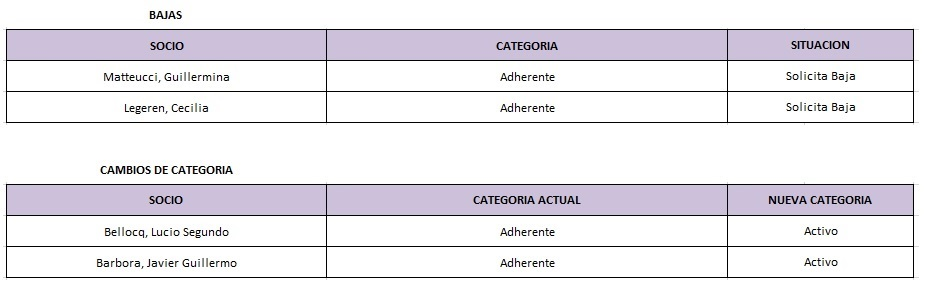 BAJAS
SOCIO CATEGORIA SITUACION
Matteucci, Guillermina Adherente Solicita Baja
Legeren, Cecilia Adherente Solicita Baja
CAMBIOS DE CATEGORIA
SOCIO CATEGORIA ACTUAL NUEVA CATEGORIA
Bellocq, Lucio Segundo Adherente Activo
Barbora, Javier Guillermo Adherente Activo